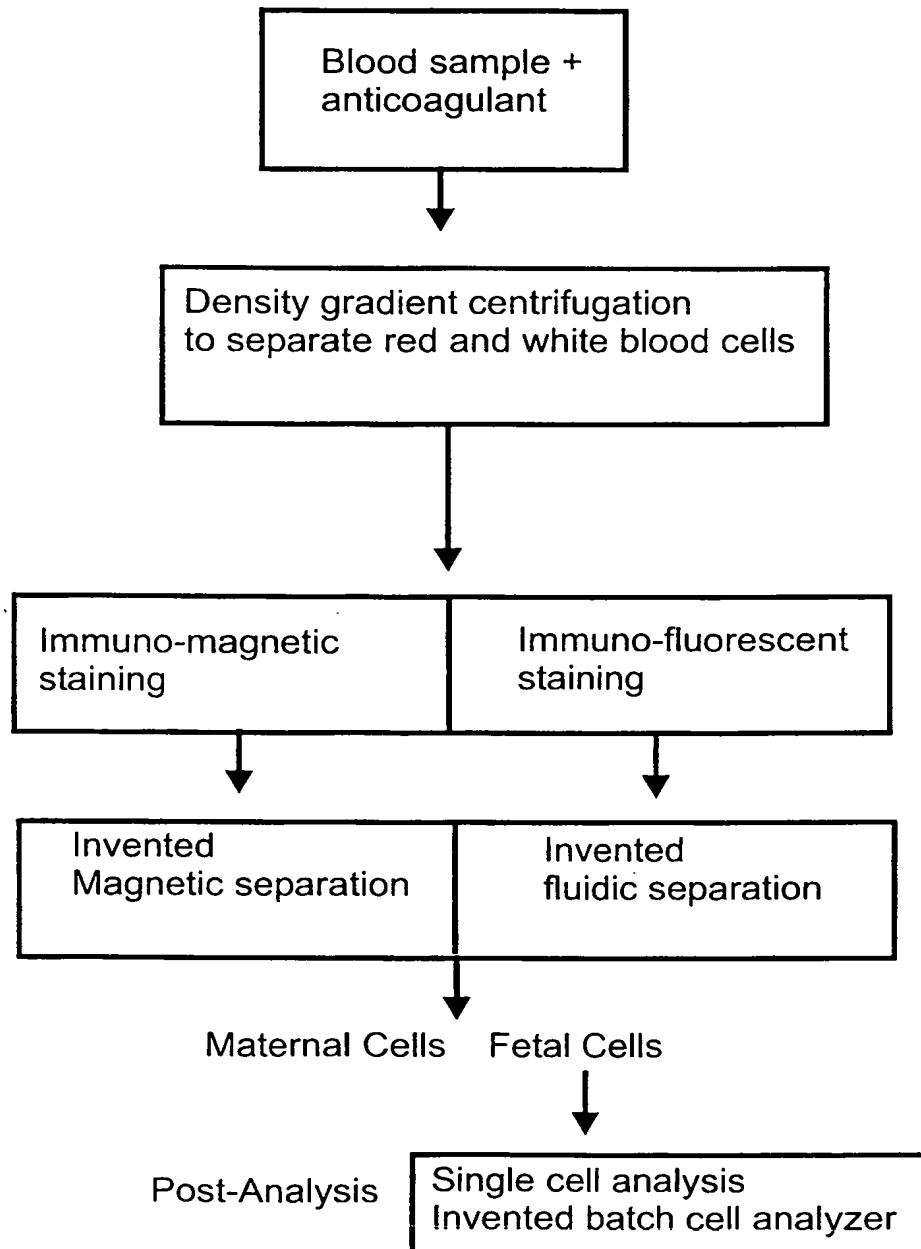 Blood sample +
anticoagulant
Density gradient centrifugation
to separate red and white blood cells
Immuno-magnetic
staining
Immuno-fluorescent
staining
Invented
Magnetic separation
Invented
fluidic separation
Maternal Cells Fetal Cells
Post-Analysis
Single cell analysis
Invented batch cell analyzer